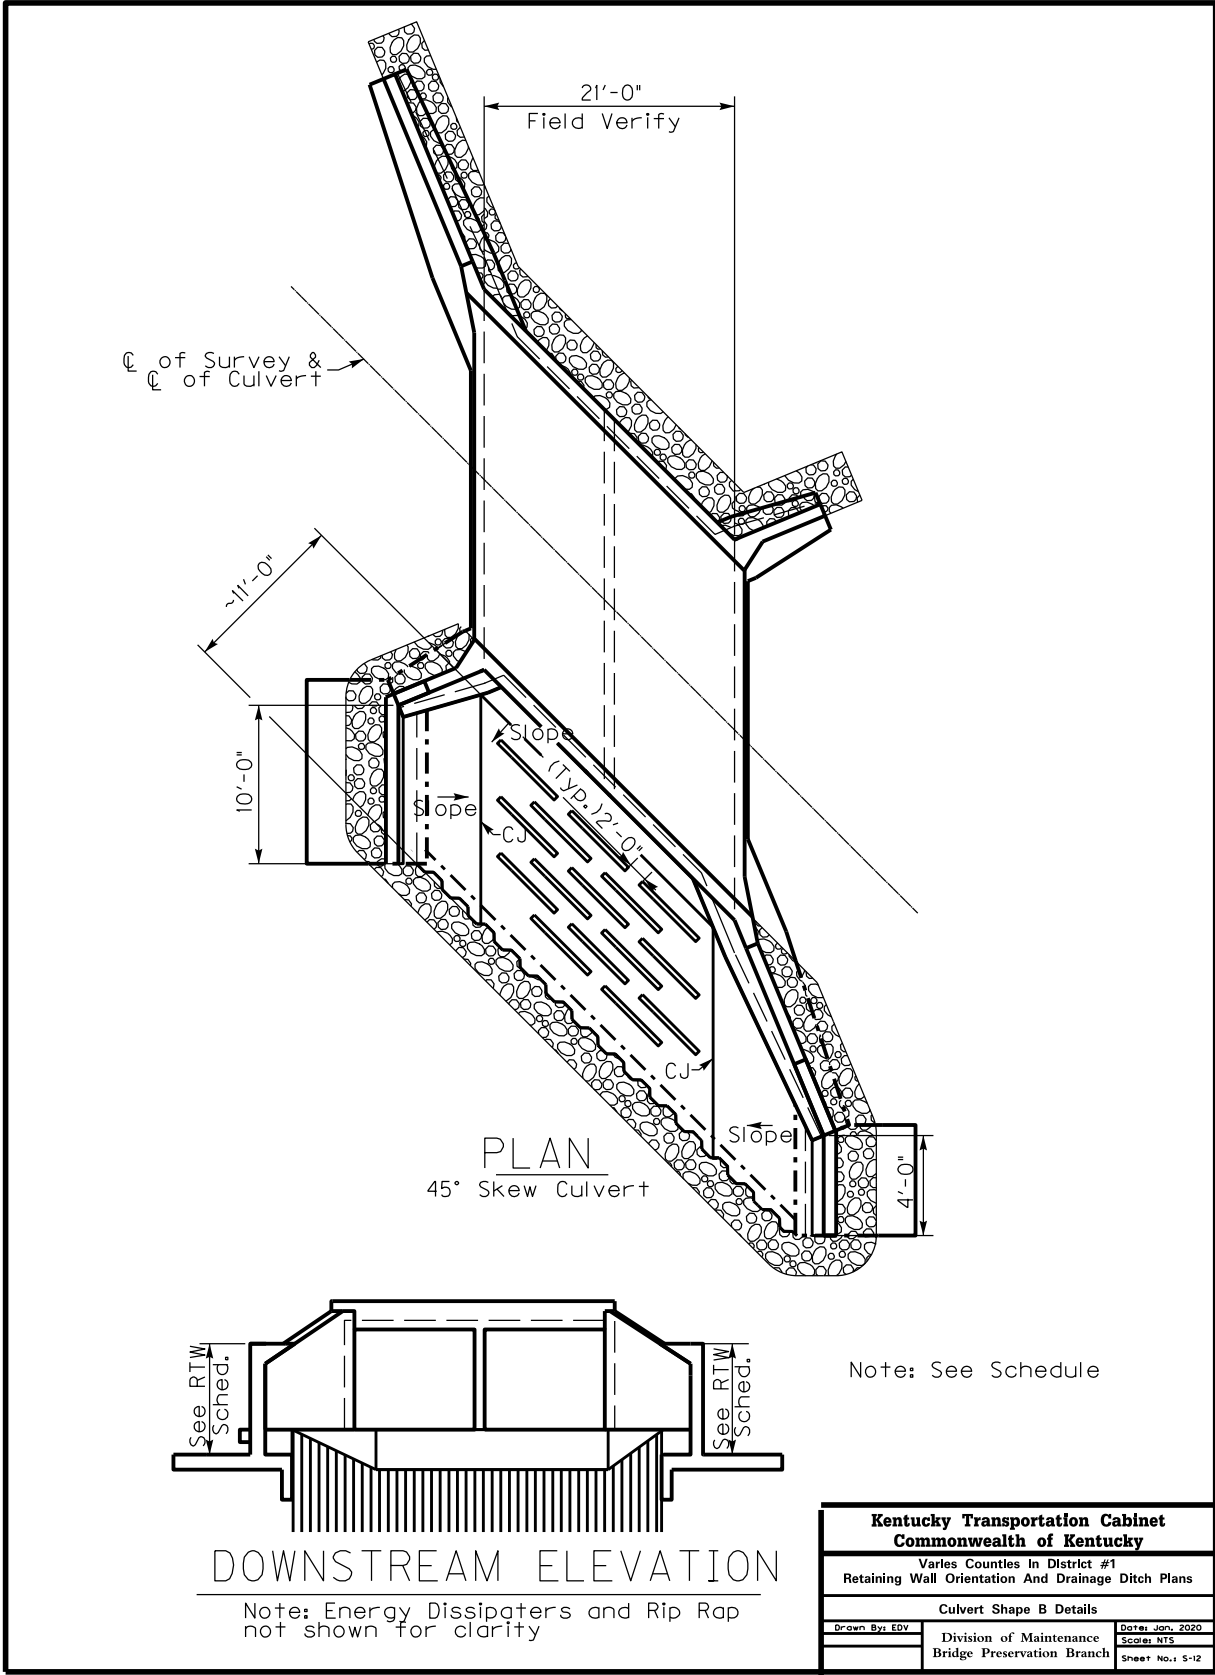 21'-0"
Field Verify
℄ of Survey &
℄ of Culvert
~11'-0"
10'-0"
Slope
(Typ.)2'-0"
Slope
CJ
CJ
Slope
4'-0"
PLAN
45° Skew Culvert
See RTW
Sched.
See RTW
Sched.
Note: See Schedule
DOWNSTREAM ELEVATION
Note: Energy Dissipaters and Rip Rap
not shown for clarity
Kentucky Transportation Cabinet
Commonwealth of Kentucky
Varies Counties In District #1
Retaining Wall Orientation And Drainage Ditch Plans
Culvert Shape B Details
Drawn By: EDV
Division of Maintenance
Bridge Preservation Branch
Date: Jan. 2020
Scale: NTS
Sheet No.: S-12